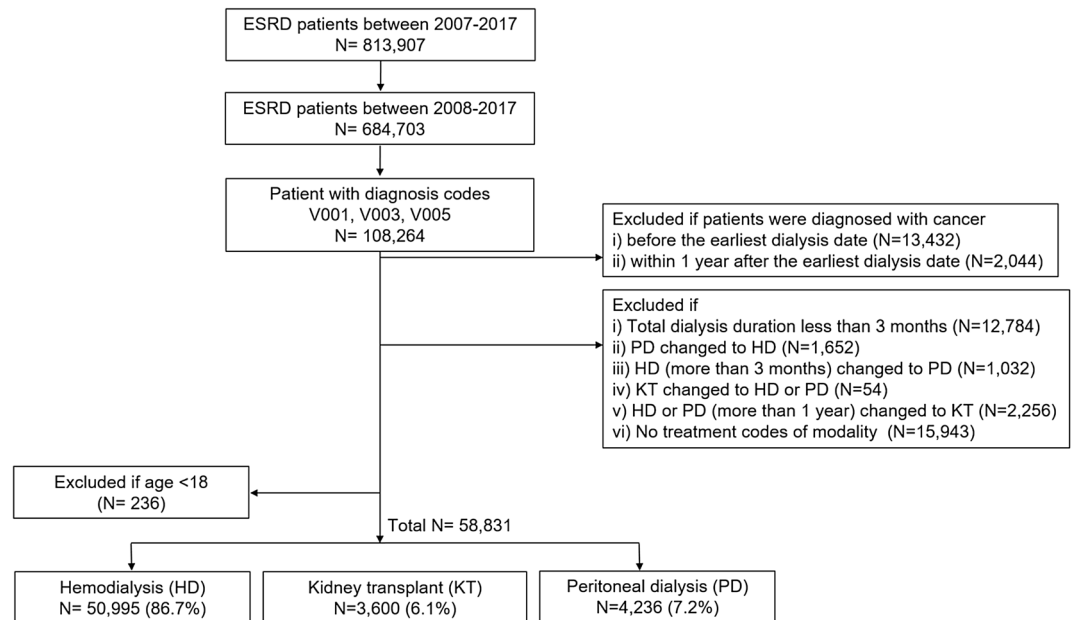 ESRD patients between 2007-2017
N= 813,907
ESRD patients between 2008-2017
N= 684,703
Patient with diagnosis codes
V001, V003, V005
N= 108,264
Excluded if patients were diagnosed with cancer
i) before the earliest dialysis date (N=13,432)
ii) within 1 year after the earliest dialysis date (N=2,044)
Excluded if
i) Total dialysis duration less than 3 months (N=12,784)
ii) PD changed to HD (N=1,652)
iii) HD (more than 3 months) changed to PD (N=1,032)
iv) KT changed to HD or PD (N=54)
v) HD or PD (more than 1 year) changed to KT (N=2,256)
vi) No treatment codes of modality (N=15,943)
Excluded if age <18
(N= 236)
Total N= 58,831
Hemodialysis (HD)
N= 50,995 (86.7%)
Kidney transplant (KT)
N=3,600 (6.1%)
Peritoneal dialysis (PD)
N=4,236 (7.2%)